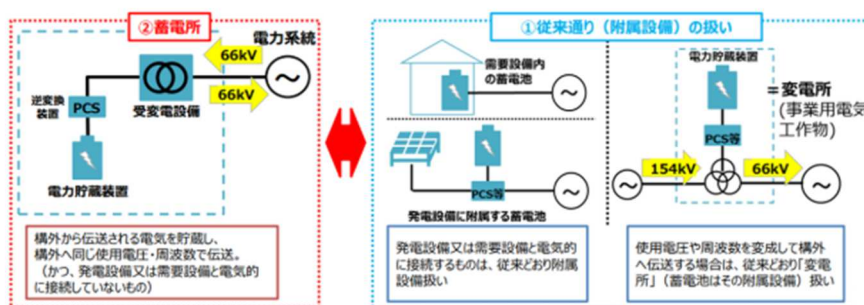 ②蓄電所
66kV
電力系統
66kV
逆変換
装置
PCS
受変電設備
電力貯蔵装置
構外から伝送される電気を貯蔵し、
構外へ同じ使用電圧・周波数で伝送。
（かつ、発電設備又は需要設備と電気的
に接続していないもの）
①従来通り（附属設備）の扱い
需要設備内
の蓄電池
PCS等
発電設備に附属する蓄電池
発電設備又は需要設備と電気的
に接続するものは、従来どおり附属
設備扱い
電力貯蔵装置
＝変電所
(事業用電気
工作物)
PCS等
154kV
66kV
使用電圧や周波数を変成して構外
へ伝送する場合は、従来どおり「変電
所」（蓄電池はその附属設備）扱い